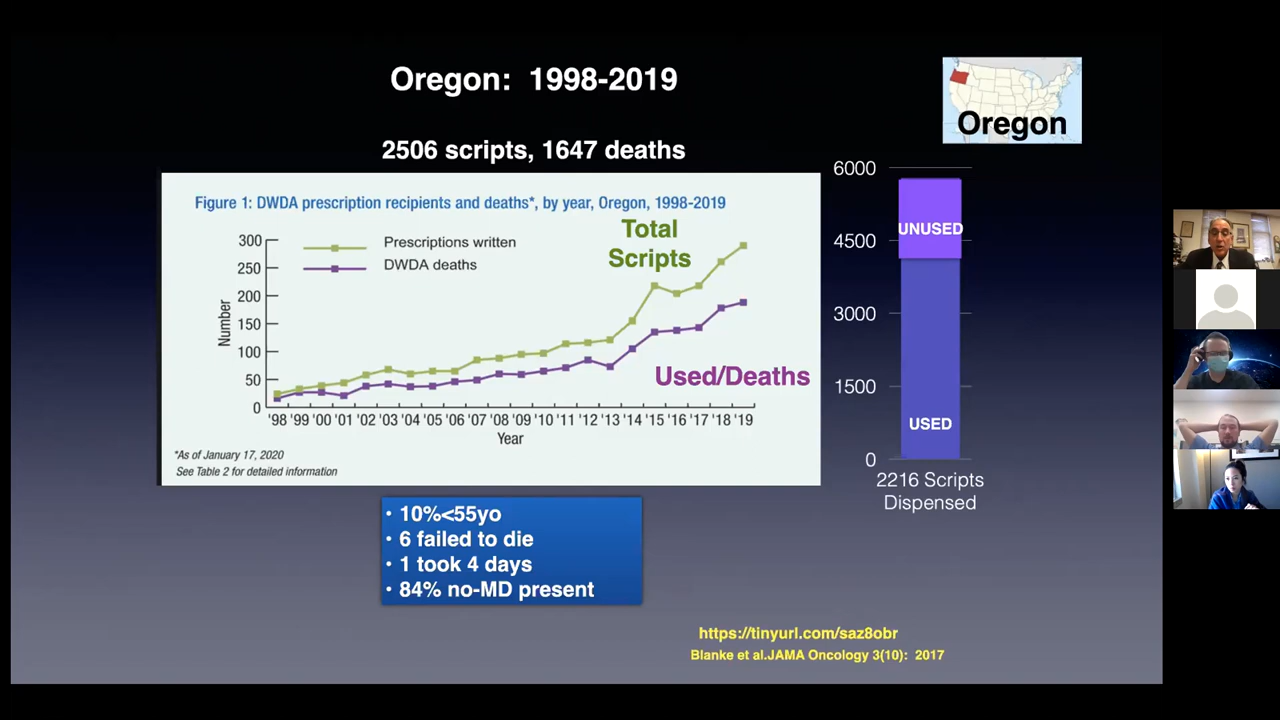 Oregon: 1998-2019
Oregon
2506 scripts, 1647 deaths
Figure 1: DWDA prescription recipients and deaths*, by year, Oregon, 1998-2019
Total
Scripts
Prescriptions written
DWDA deaths
300
250
200
150
100
50
0
Number
Used/Deaths
'98 '99 '00 '01 '02 '03 '04 '05 '06 '07 '08 '09 '10 '11 '12 '13 '14 '15 '16 '17 '18 '19
Year
*As of January 17, 2020
See Table 2 for detailed information
6000
4500
3000
1500
0
UNUSED
USED
2216 Scripts
Dispensed
• 10%<55yo
• 6 failed to die
• 1 took 4 days
• 84% no-MD present
https://tinyurl.com/saz8obr
Blanke et al.JAMA Oncology 3(10): 2017